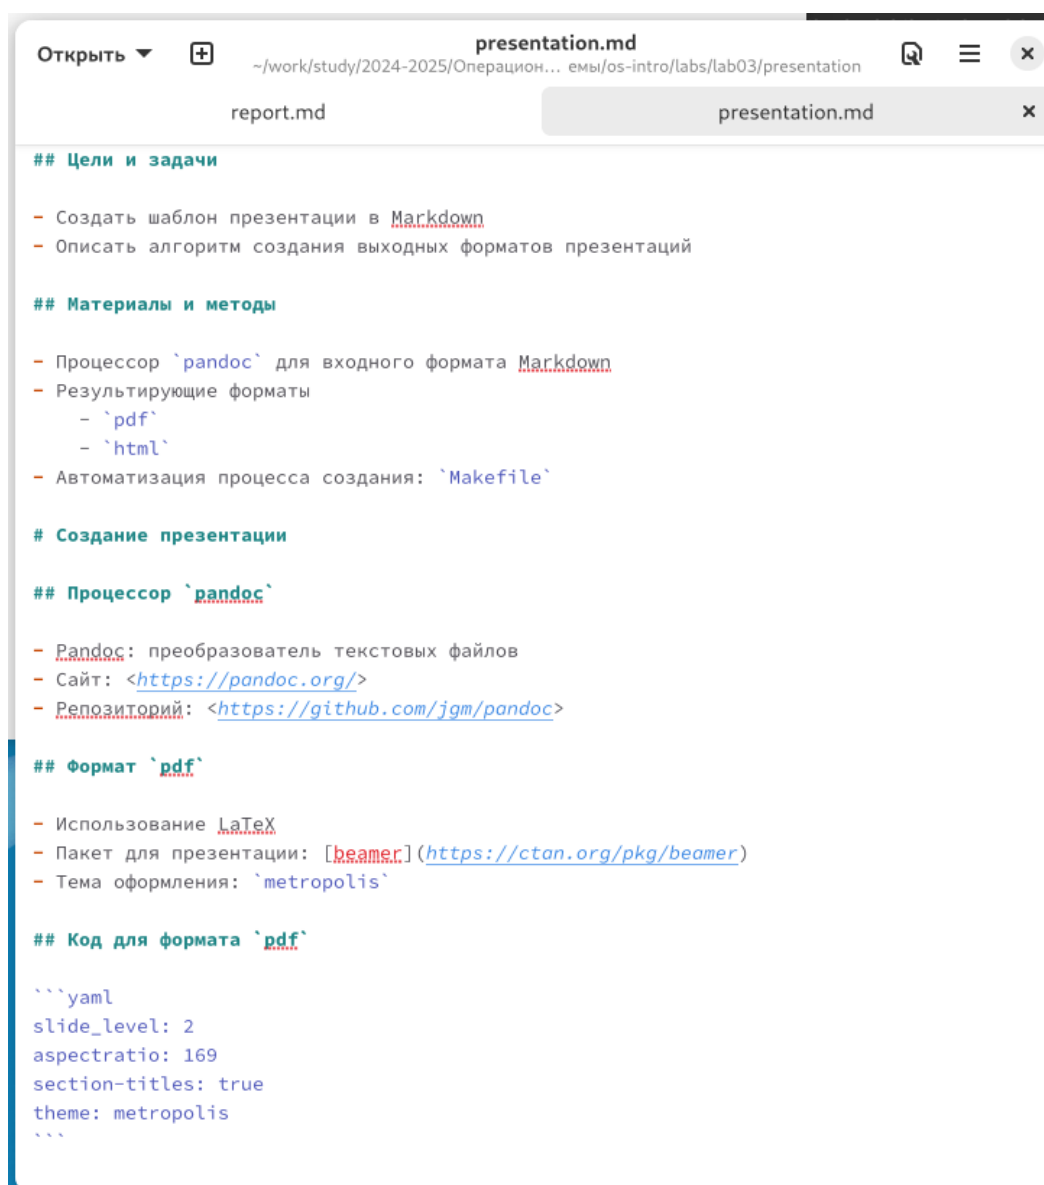 Открыть
presentation.md
~/work/study/2024-2025/Операцион... емы/os-intro/labs/lab03/presentation
report.md
presentation.md
## Цели и задачи
- Создать шаблон презентации в Markdown
- Описать алгоритм создания выходных форматов презентаций
## Материалы и методы
- Процессор `pandoc` для входного формата Markdown
- Результирующие форматы
- `pdf`
- `html`
- Автоматизация процесса создания: `Makefile`
# Создание презентации
## Процессор `pandoc`
- Pandoc: преобразователь текстовых файлов
- Сайт: <https://pandoc.org/>
- Репозиторий: <https://github.com/jgm/pandoc>
## Формат `pdf`
- Использование LaTeX
- Пакет для презентации: [beamer](https://ctan.org/pkg/beamer)
- Тема оформления: `metropolis`
## Код для формата `pdf`
```yaml
slide_level: 2
aspectratio: 169
section-titles: true
theme: metropolis
```